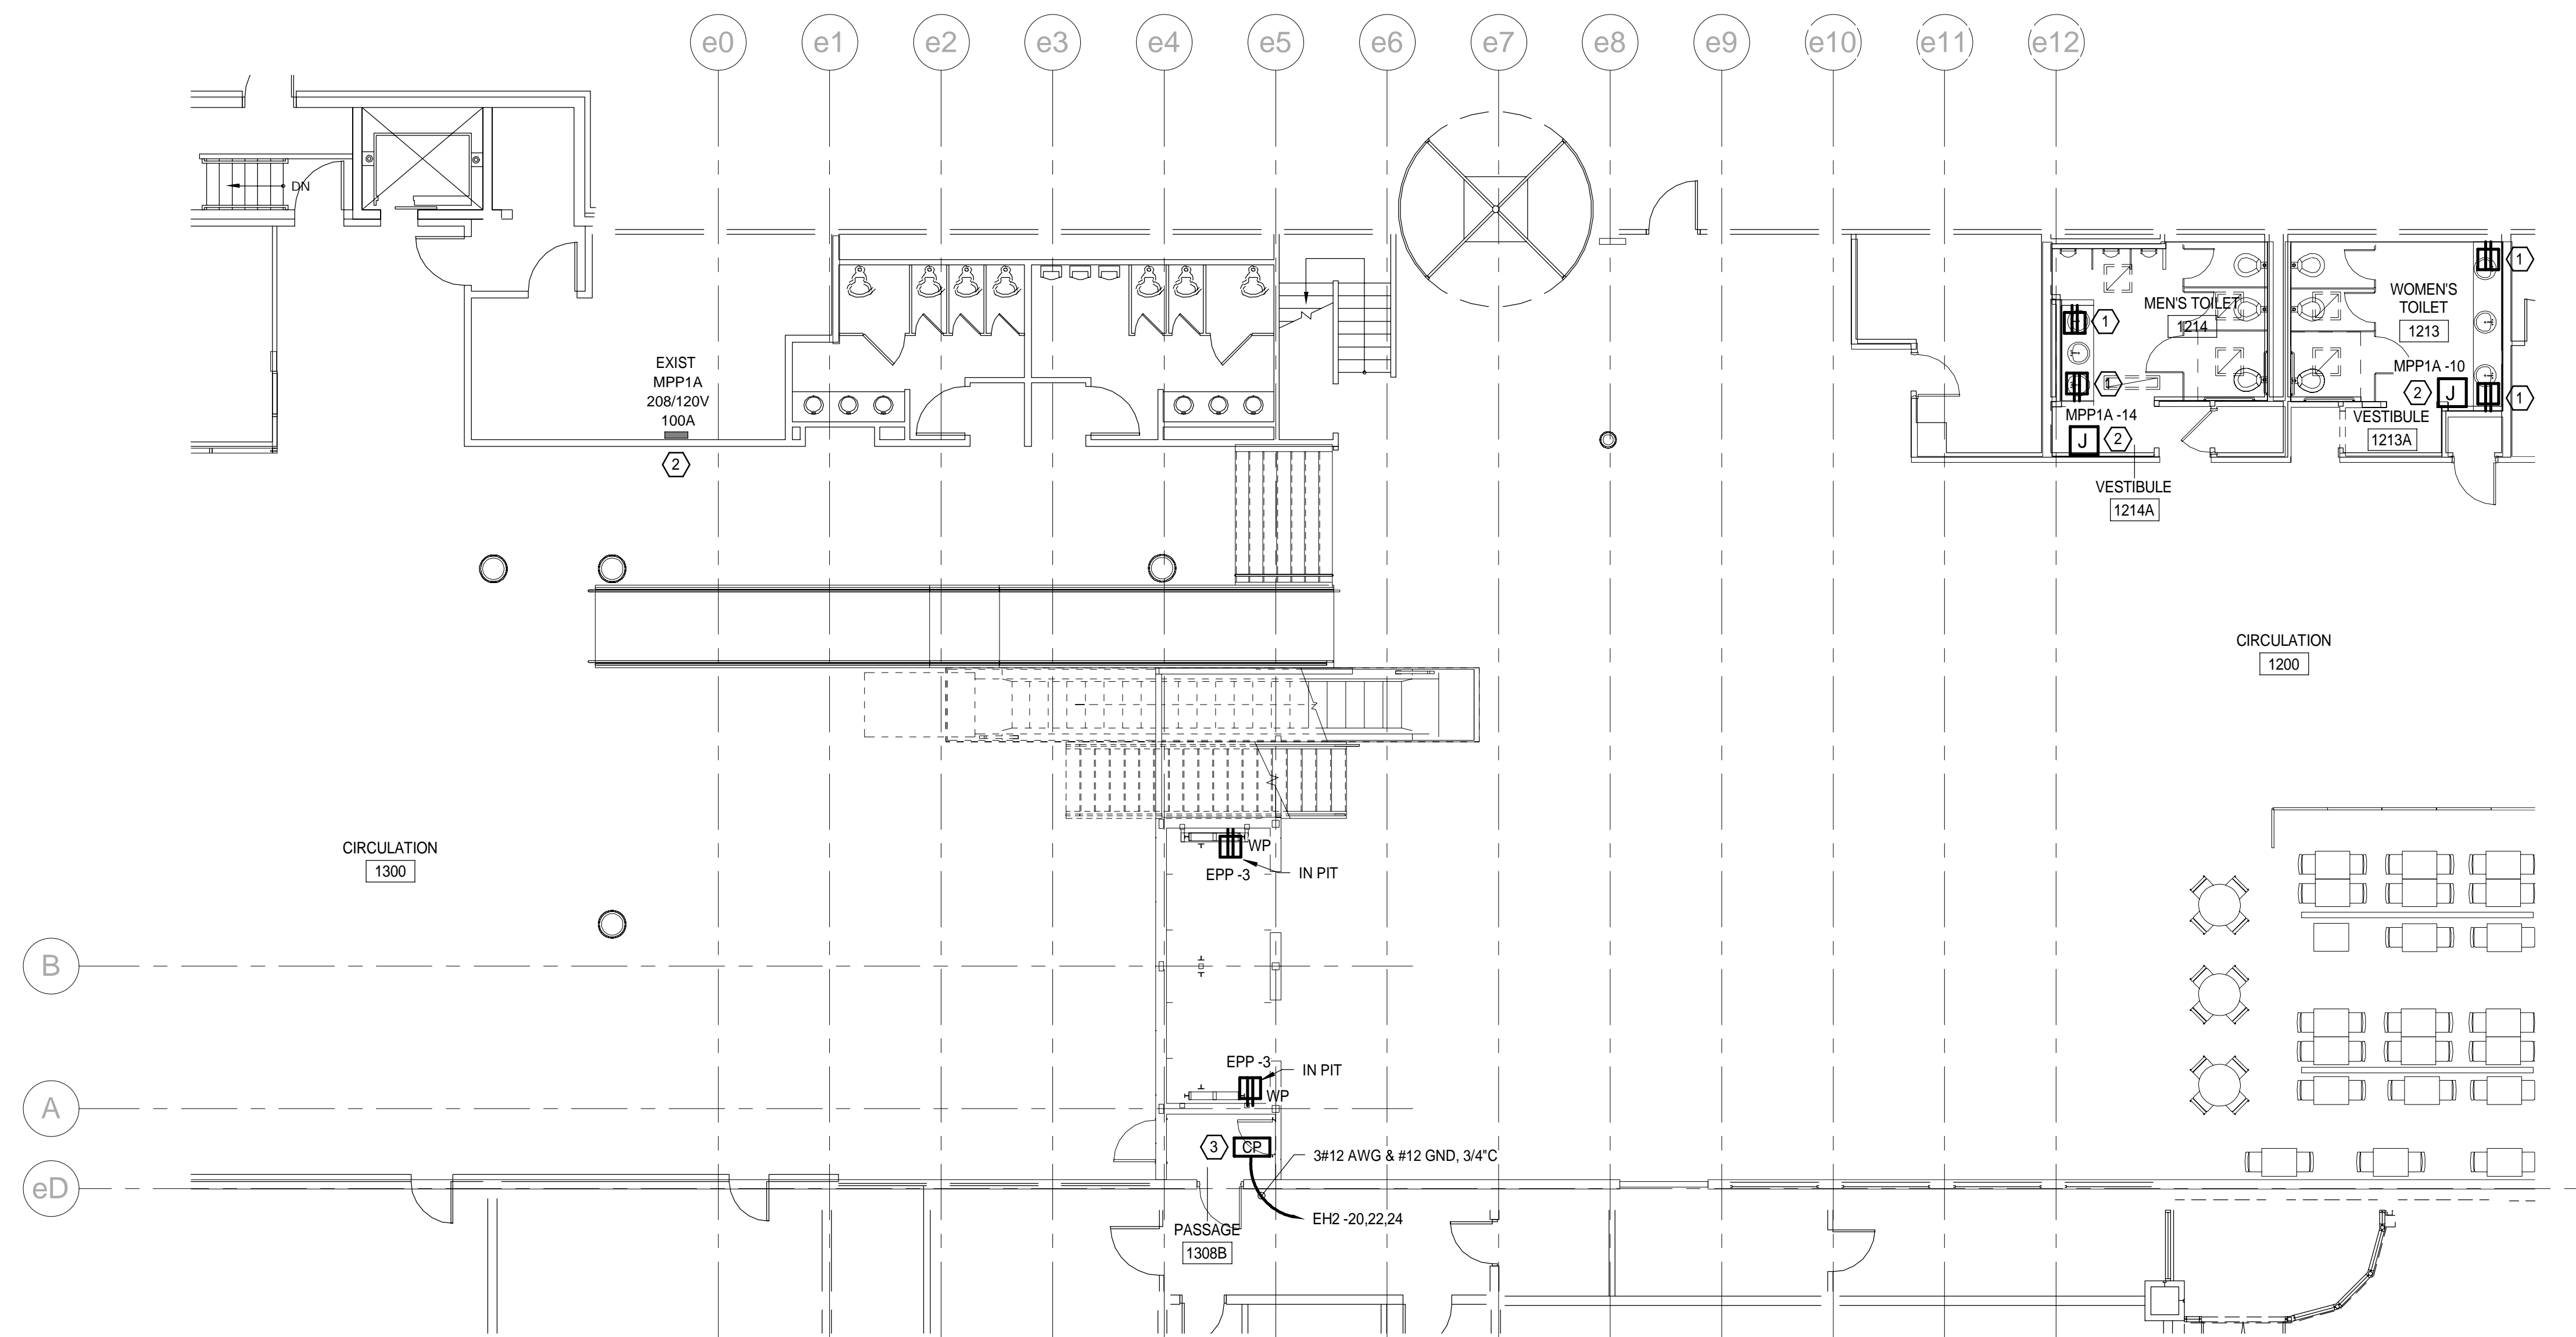 e0
e1
e2
e3
e4
e5
e6
e7
e8
e9
e10
e11
e12
DN
EXIST
MPP1A
208/120V
100A
2
MEN'S TOILET
1214
1
1
MPP1A -14
J
2
VESTIBULE
1214A
WOMEN'S
TOILET
1213
1
MPP1A -10
2
J
1
VESTIBULE
1213A
CIRCULATION
1200
CIRCULATION
1300
WP
EPP -3
IN PIT
B
EPP -3
IN PIT
WP
A
3
CP
3#12 AWG & #12 GND, 3/4"C
eD
EH2 -20,22,24
PASSAGE
1308B